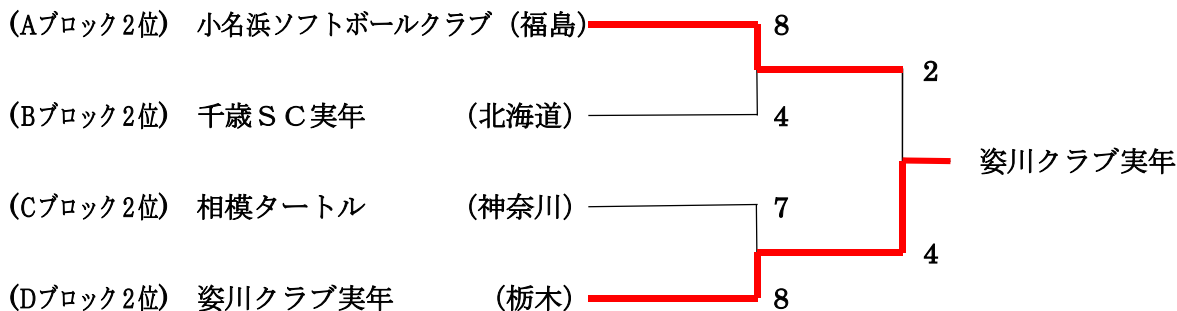 (Aブロック2位) 小名浜ソフトボールクラブ (福島) 8
2
(Bブロック2位) 千歳SC実年 (北海道) 4
姿川クラブ実年
(Cブロック2位) 相模タートル (神奈川) 7
4
(Dブロック2位) 姿川クラブ実年 (栃木) 8